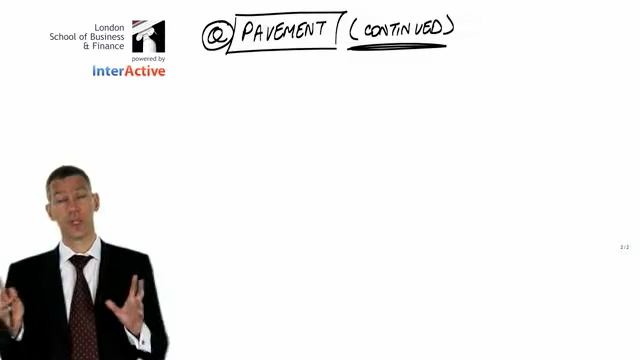 London
School of Business
& Finance
powered by
InterActive
Q PAVEMENT (CONTINUED)
2 / 2